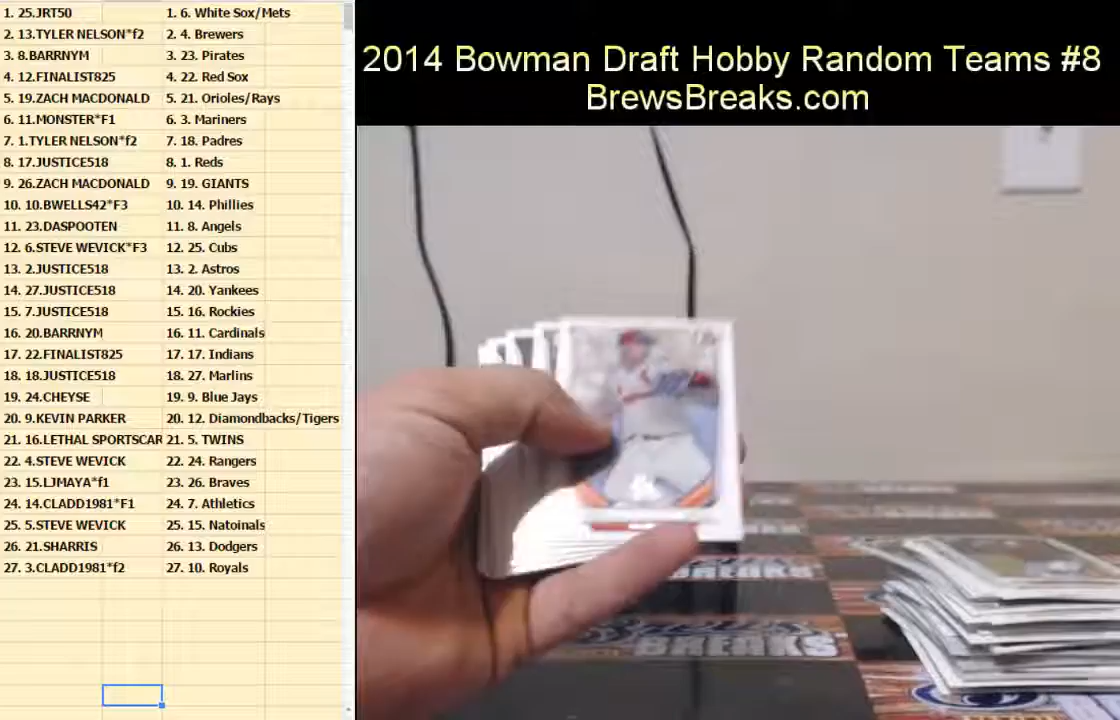 1. 25.JRT50 1. 6. White Sox/Mets
2. 13.TYLER NELSON*f2 2. 4. Brewers
3. 8.BARRNYM 3. 23. Pirates
4. 12.FINALIST825 4. 22. Red Sox
5. 19.ZACH MACDONALD 5. 21. Orioles/Rays
6. 11.MONSTER*F1 6. 3. Mariners
7. 1.TYLER NELSON*f2 7. 18. Padres
8. 17.JUSTICE518 8. 1. Reds
9. 26.ZACH MACDONALD 9. 19. GIANTS
10. 10.BWELLS42*F3 10. 14. Phillies
11. 23.DASPOOTEN 11. 8. Angels
12. 6.STEVE WEVICK*F3 12. 25. Cubs
13. 2.JUSTICE518 13. 2. Astros
14. 27.JUSTICE518 14. 20. Yankees
15. 7.JUSTICE518 15. 16. Rockies
16. 20.BARRNYM 16. 11. Cardinals
17. 22.FINALIST825 17. 17. Indians
18. 18.JUSTICE518 18. 27. Marlins
19. 24.CHEYSE 19. 9. Blue Jays
20. 9.KEVIN PARKER 20. 12. Diamondbacks/Tigers
21. 16.LETHAL SPORTSCAR 21. 5. TWINS
22. 4.STEVE WEVICK 22. 24. Rangers
23. 15.LJMAYA*f1 23. 26. Braves
24. 14.CLADD1981*F1 24. 7. Athletics
25. 5.STEVE WEVICK 25. 15. Natoinals
26. 21.SHARRIS 26. 13. Dodgers
27. 3.CLADD1981*f2 27. 10. Royals
2014 Bowman Draft Hobby Random Teams #8
BrewsBreaks.com
BREAKS